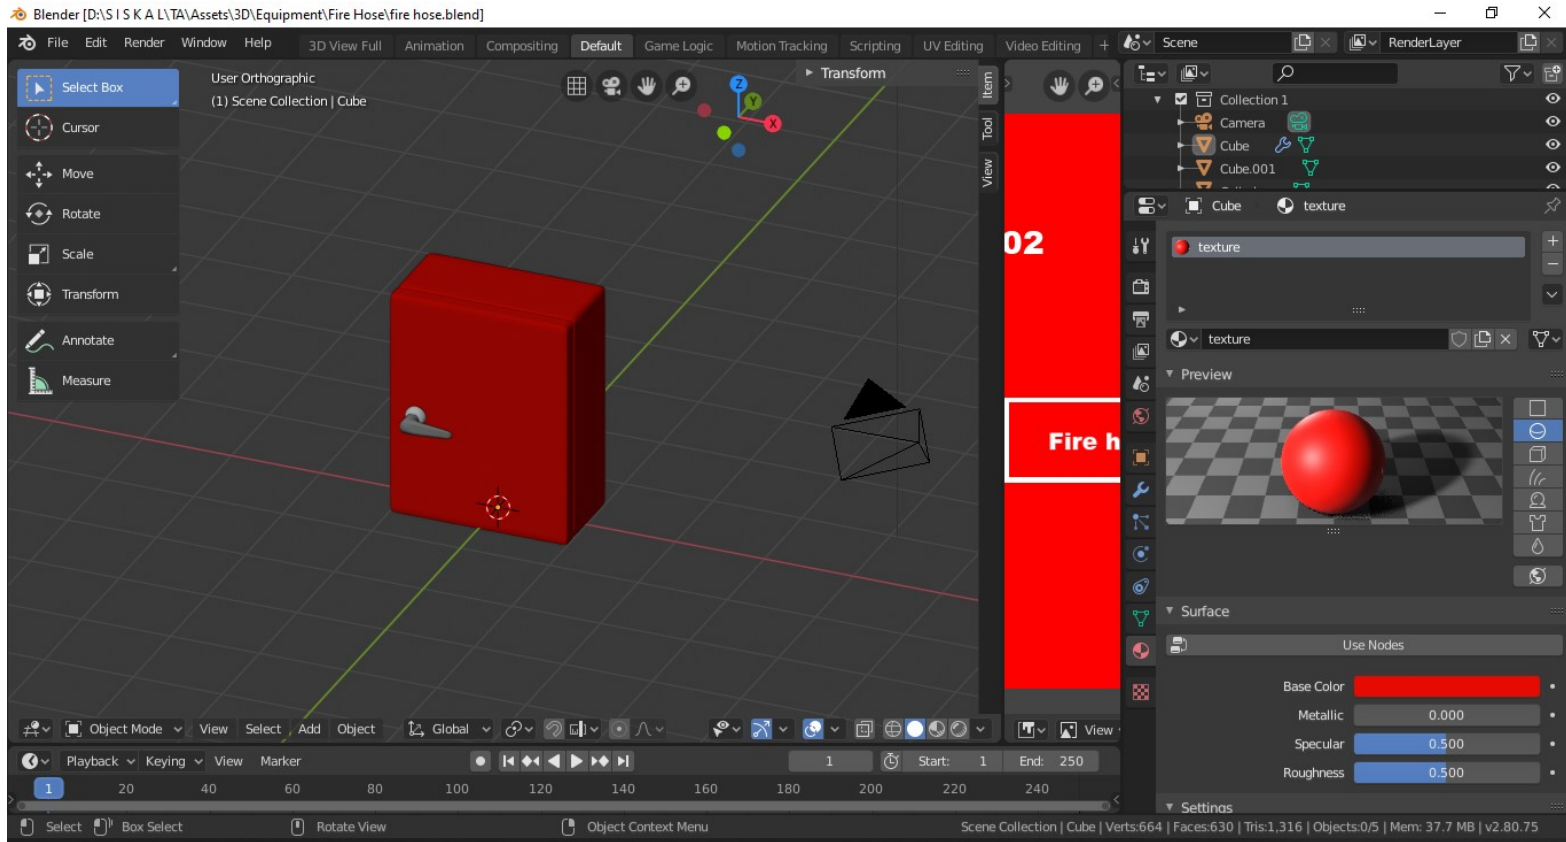 Blender [D:\S I S K A L\TA\Assets\3D\Equipment\Fire Hose\fire hose.blend]
File Edit Render Window Help 3D View Full Animation Compositing Default Game Logic Motion Tracking Scripting UV Editing Video Editing + Scene RenderLayer
Select Box
Cursor
Move
Rotate
Scale
Transform
Annotate
Measure
User Orthographic
(1) Scene Collection | Cube
Z
Y
X
Transform
Item
Tool
View
02
Fire h
Collection 1
Camera
Cube
Cube.001
Cube texture
texture
texture
Preview
Surface
Use Nodes
Base Color
Metallic 0.000
Specular 0.500
Roughness 0.500
Settings
Object Mode View Select Add Object Global View
Playback Keying View Marker 1 Start: 1 End: 250
1 20 40 60 80 100 120 140 160 180 200 220 240
Select Box Select Rotate View Object Context Menu Scene Collection | Cube | Verts:664 | Faces:630 | Tris:1,316 | Objects:0/5 | Mem: 37.7 MB | v2.80.75